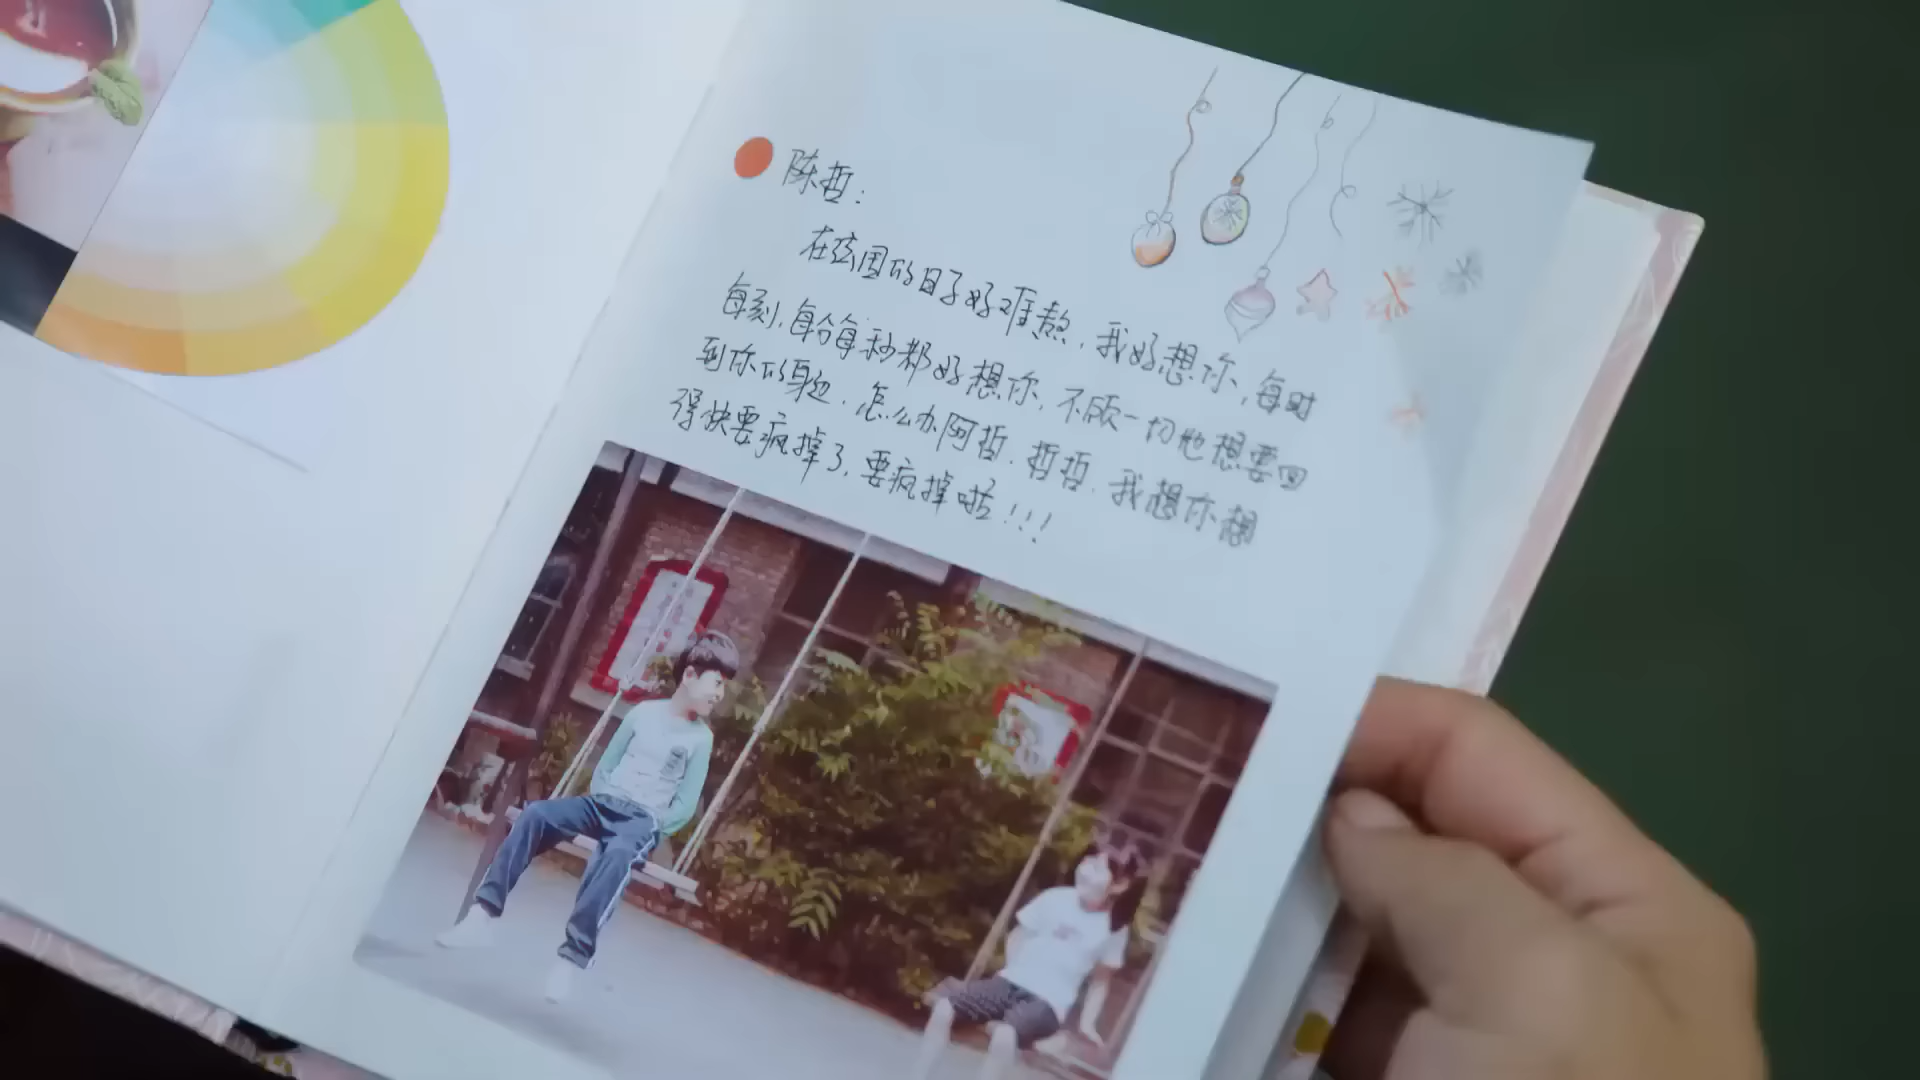 陈哲：
在弦国的日子好难熬，我好想你，每时
每刻，每分每秒都好想你，不顾一切地想要回
到你的身边，怎么办阿哲，哲哲，我想你想
得快要疯掉了，要疯掉啦！！！